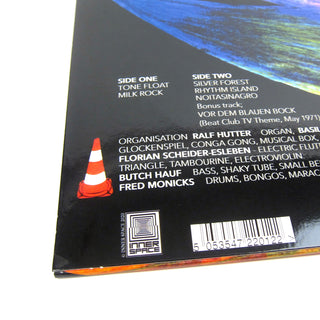 SIDE ONE
TONE FLOAT
MILK ROCK
SIDE TWO
SILVER FOREST
RHYTHM ISLAND
NOITASINAGRO
Bonus track;
VOR DEM BLAUEN BOCK
(Beat Club TV Theme, May 1971)
ORGANISATION RALF HUTTER ORGAN, BASIL
GLOCKENSPIEL, CONGA GONG, MUSICAL BOX,
FLORIAN SCHEIDER-ESLEBEN - ELECTRIC FLUT
TRIANGLE, TAMBOURINE, ELECTROVIOLIN:
BUTCH HAUF BASS, SHAKY TUBE, SMALL BE
FRED MONICKS DRUMS, BONGOS, MARAC
INNER
SPACE